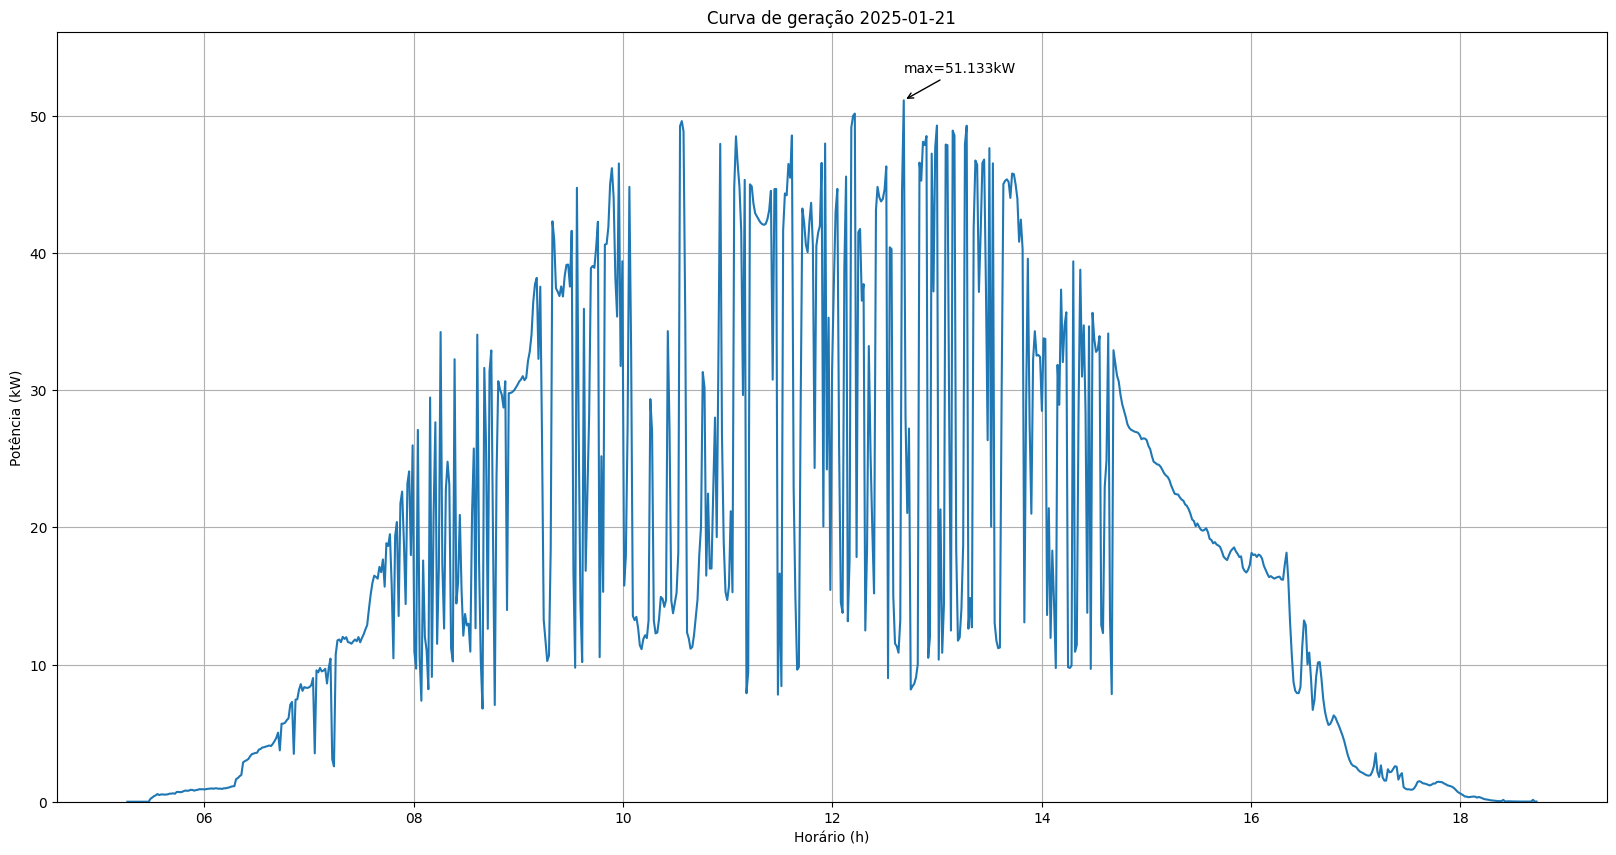 Curva de geração 2025-01-21
max=51.133kW
Potência (kW)
50
40
30
20
10
0
06 08 10 12 14 16 18
Horário (h)